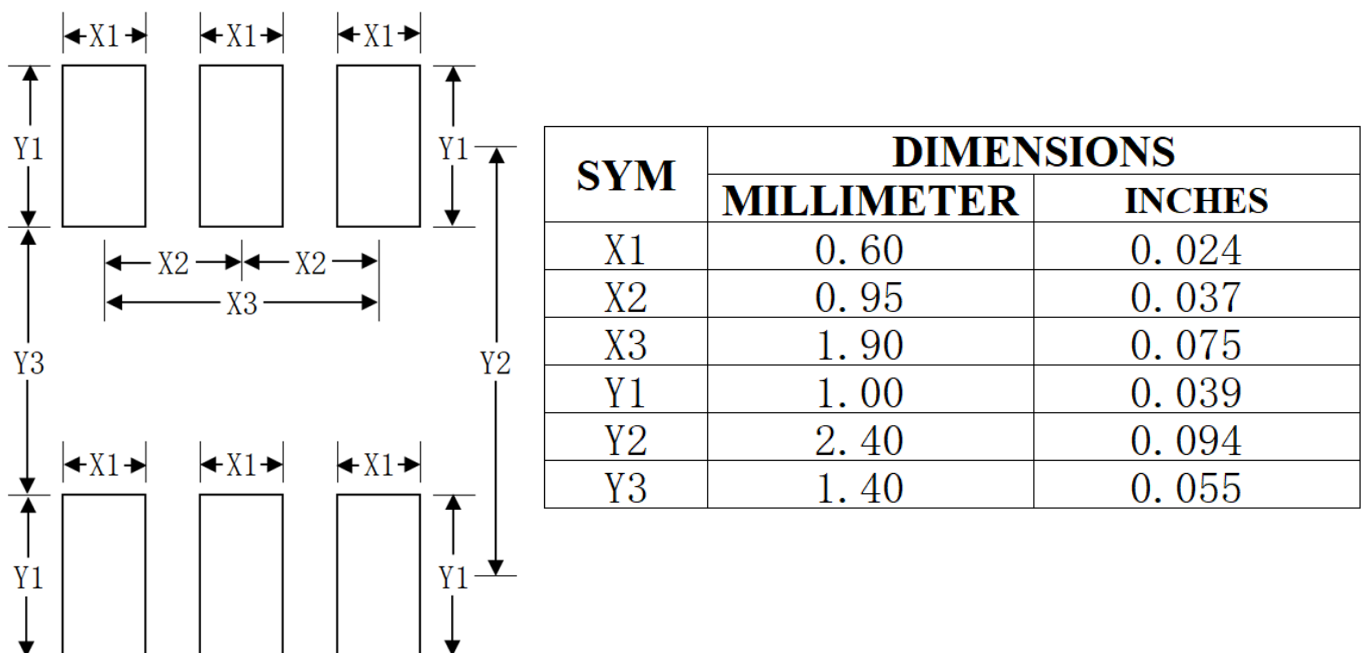 X1 X1 X1
Y1 Y1
X2 X2
X3
Y3 Y2
X1 X1 X1
Y1 Y1
SYM DIMENSIONS
MILLIMETER INCHES
X1 0.60 0.024
X2 0.95 0.037
X3 1.90 0.075
Y1 1.00 0.039
Y2 2.40 0.094
Y3 1.40 0.055